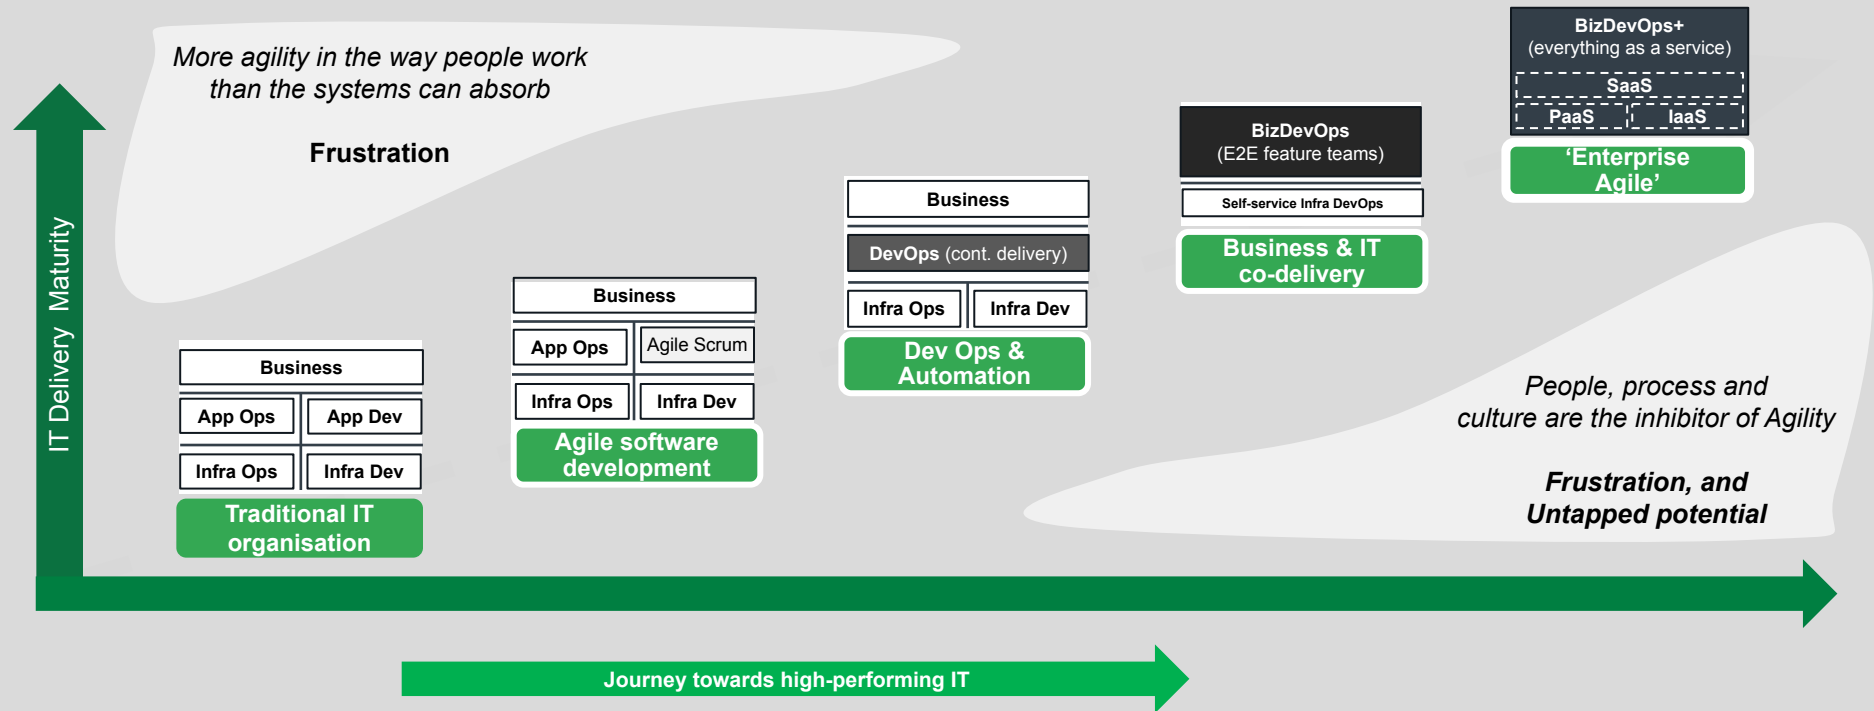 More agility in the way people work
than the systems can absorb
Frustration
IT Delivery Maturity
Business
App Ops
App Dev
Infra Ops
Infra Dev
Traditional IT
organisation
Business
App Ops
Agile Scrum
Infra Ops
Infra Dev
Agile software
development
Business
DevOps (cont. delivery)
Infra Ops
Infra Dev
Dev Ops &
Automation
BizDevOps
(E2E feature teams)
Self-service Infra DevOps
Business & IT
co-delivery
BizDevOps+
(everything as a service)
SaaS
PaaS
IaaS
‘Enterprise
Agile’
People, process and
culture are the inhibitor of Agility
Frustration, and
Untapped potential
Journey towards high-performing IT